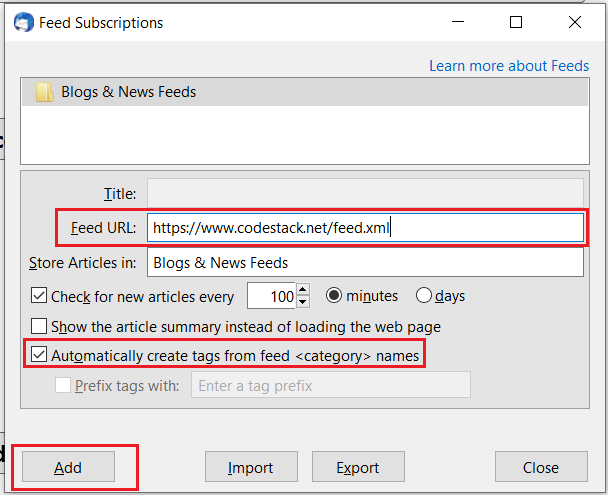 Feed Subscriptions
Learn more about Feeds
Blogs & News Feeds
Title:
Feed URL: https://www.codestack.net/feed.xml
Store Articles in: Blogs & News Feeds
Check for new articles every 100 minutes days
Show the article summary instead of loading the web page
Automatically create tags from feed <category> names
Prefix tags with: Enter a tag prefix
Add Import Export Close